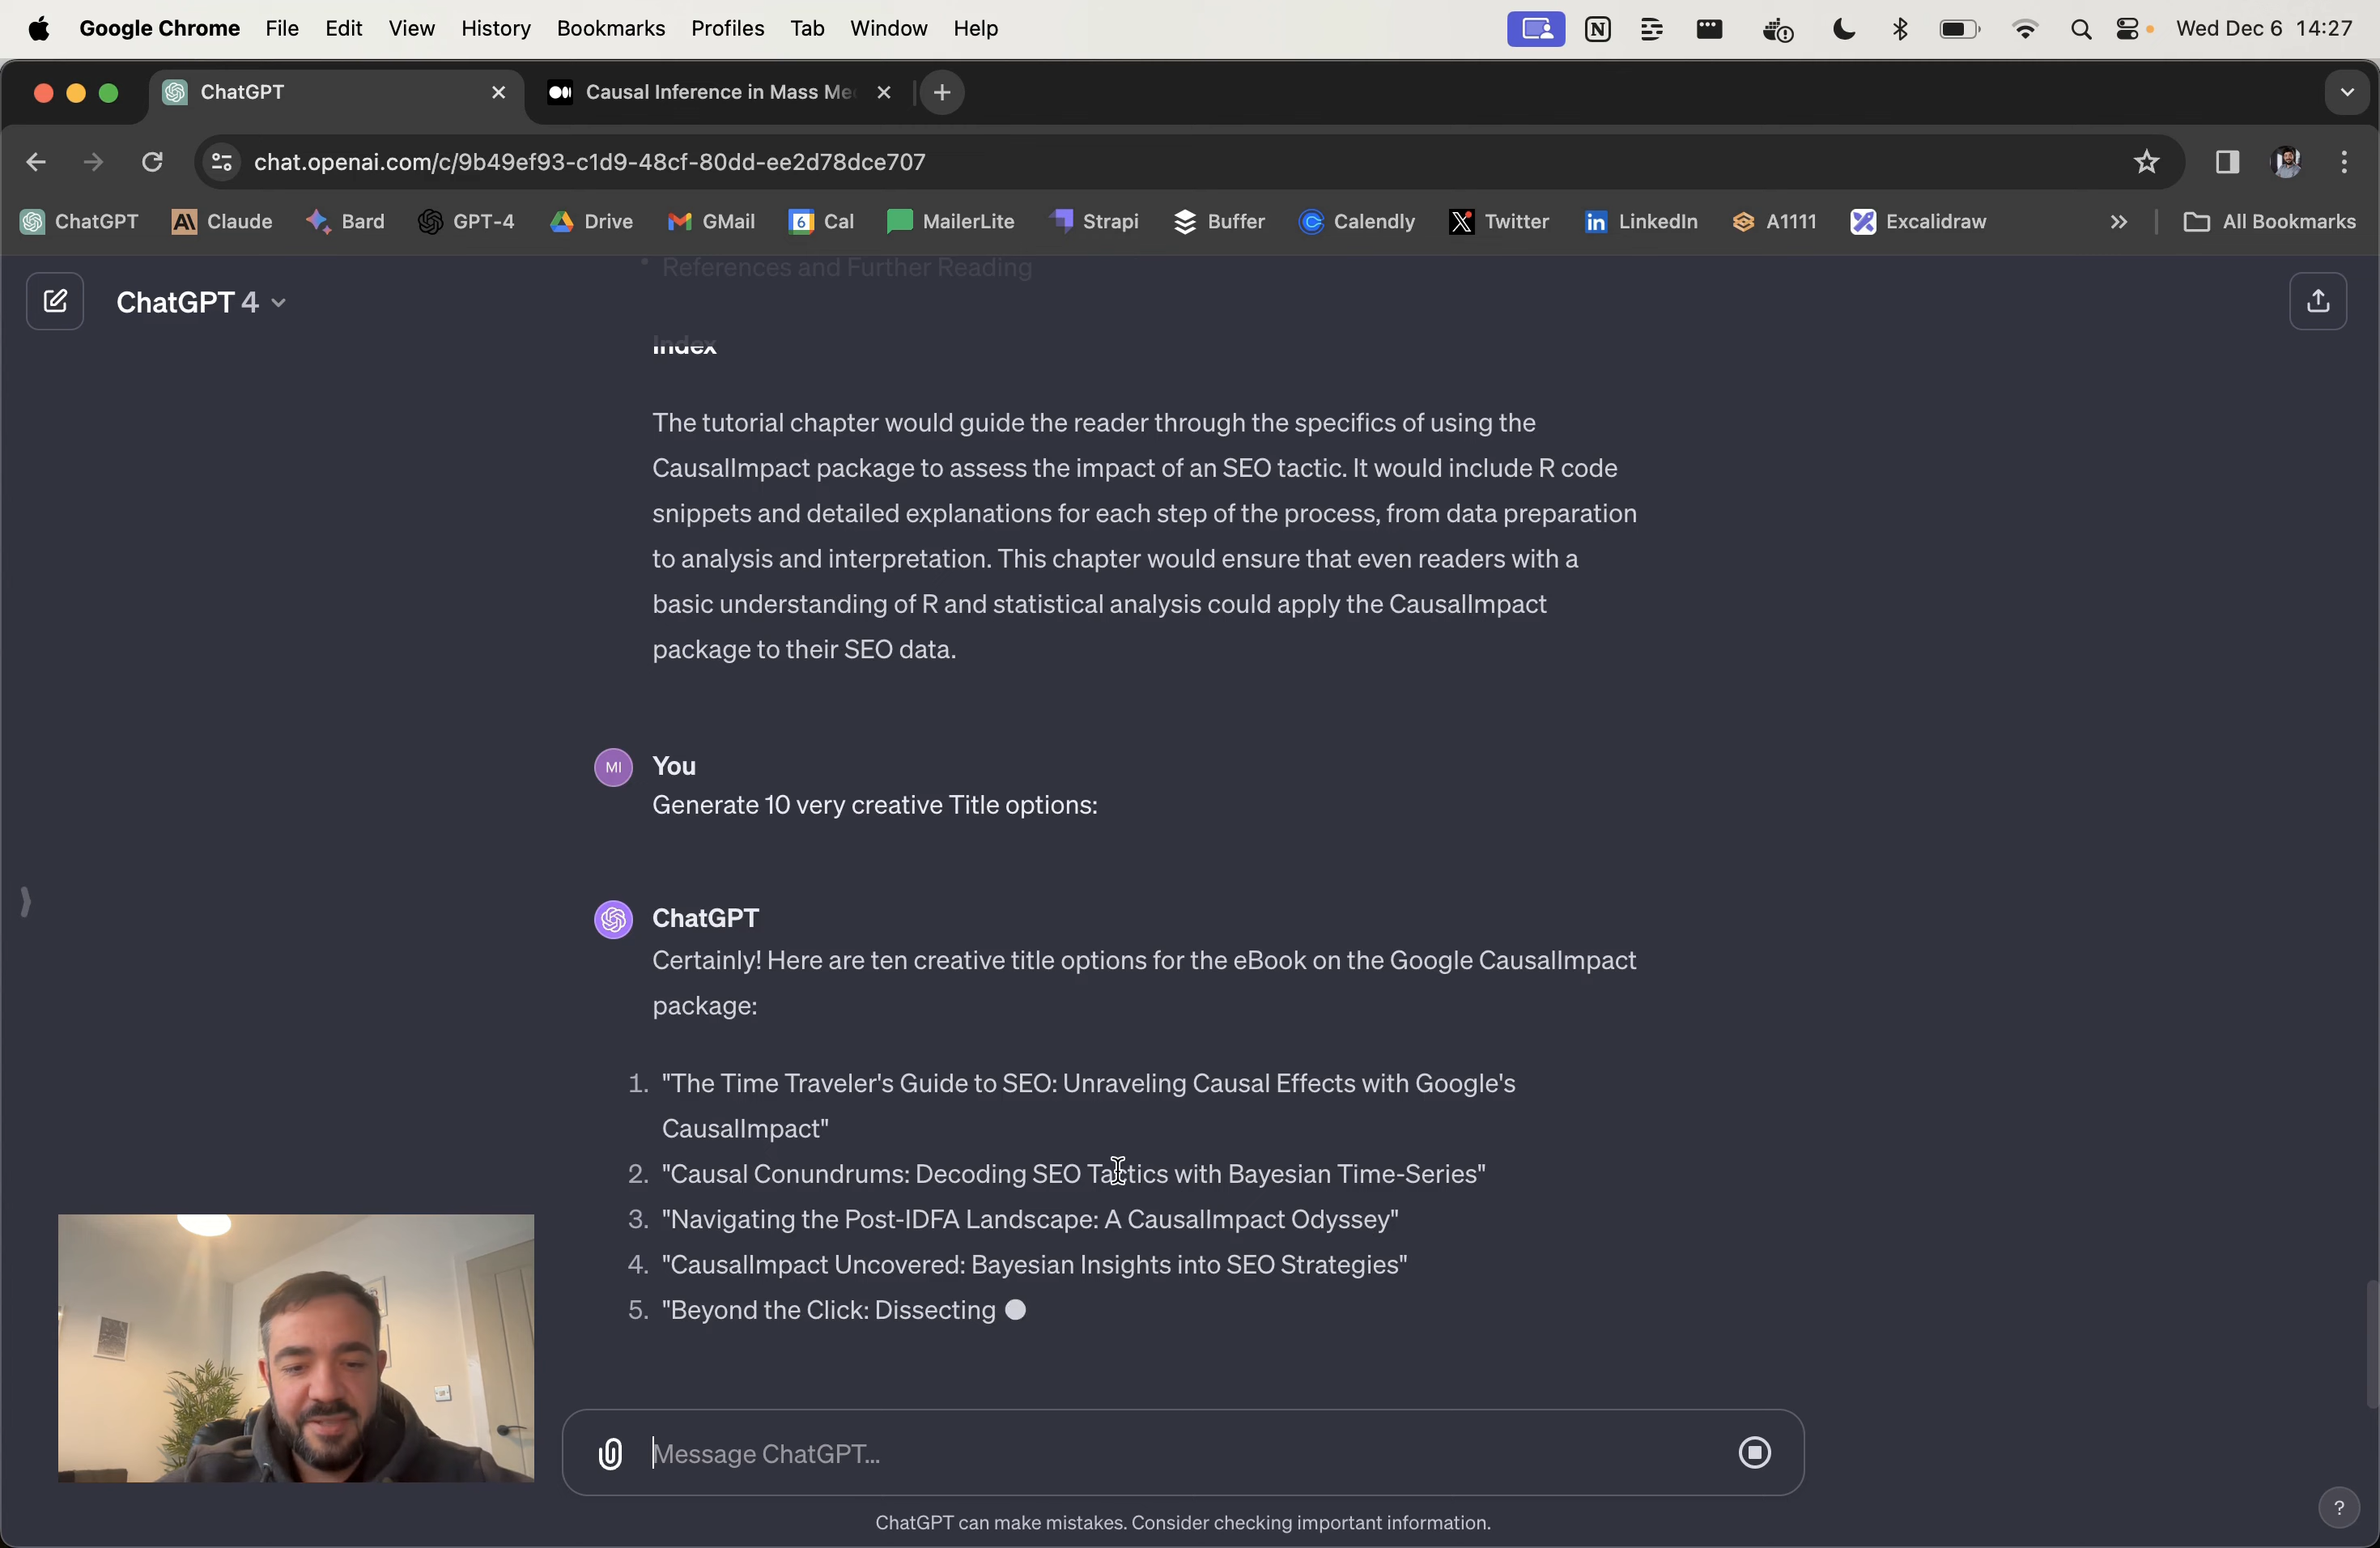 Google Chrome File Edit View History Bookmarks Profiles Tab Window Help Wed Dec 6 14:27
ChatGPT Causal Inference in Mass Me
chat.openai.com/c/9b49ef93-c1d9-48cf-80dd-ee2d78dce707
ChatGPT Claude Bard GPT-4 Drive GMail 6 Cal MailerLite Strapi Buffer Calendly Twitter LinkedIn A1111 Excalidraw All Bookmarks
References and Further Reading
ChatGPT 4
Index
The tutorial chapter would guide the reader through the specifics of using the
CausalImpact package to assess the impact of an SEO tactic. It would include R code
snippets and detailed explanations for each step of the process, from data preparation
to analysis and interpretation. This chapter would ensure that even readers with a
basic understanding of R and statistical analysis could apply the CausalImpact
package to their SEO data.
MI You
Generate 10 very creative Title options:
ChatGPT
Certainly! Here are ten creative title options for the eBook on the Google CausalImpact
package:
1. "The Time Traveler's Guide to SEO: Unraveling Causal Effects with Google's
CausalImpact"
2. "Causal Conundrums: Decoding SEO Tactics with Bayesian Time-Series"
3. "Navigating the Post-IDFA Landscape: A CausalImpact Odyssey"
4. "CausalImpact Uncovered: Bayesian Insights into SEO Strategies"
5. "Beyond the Click: Dissecting
Message ChatGPT...
ChatGPT can make mistakes. Consider checking important information.
?